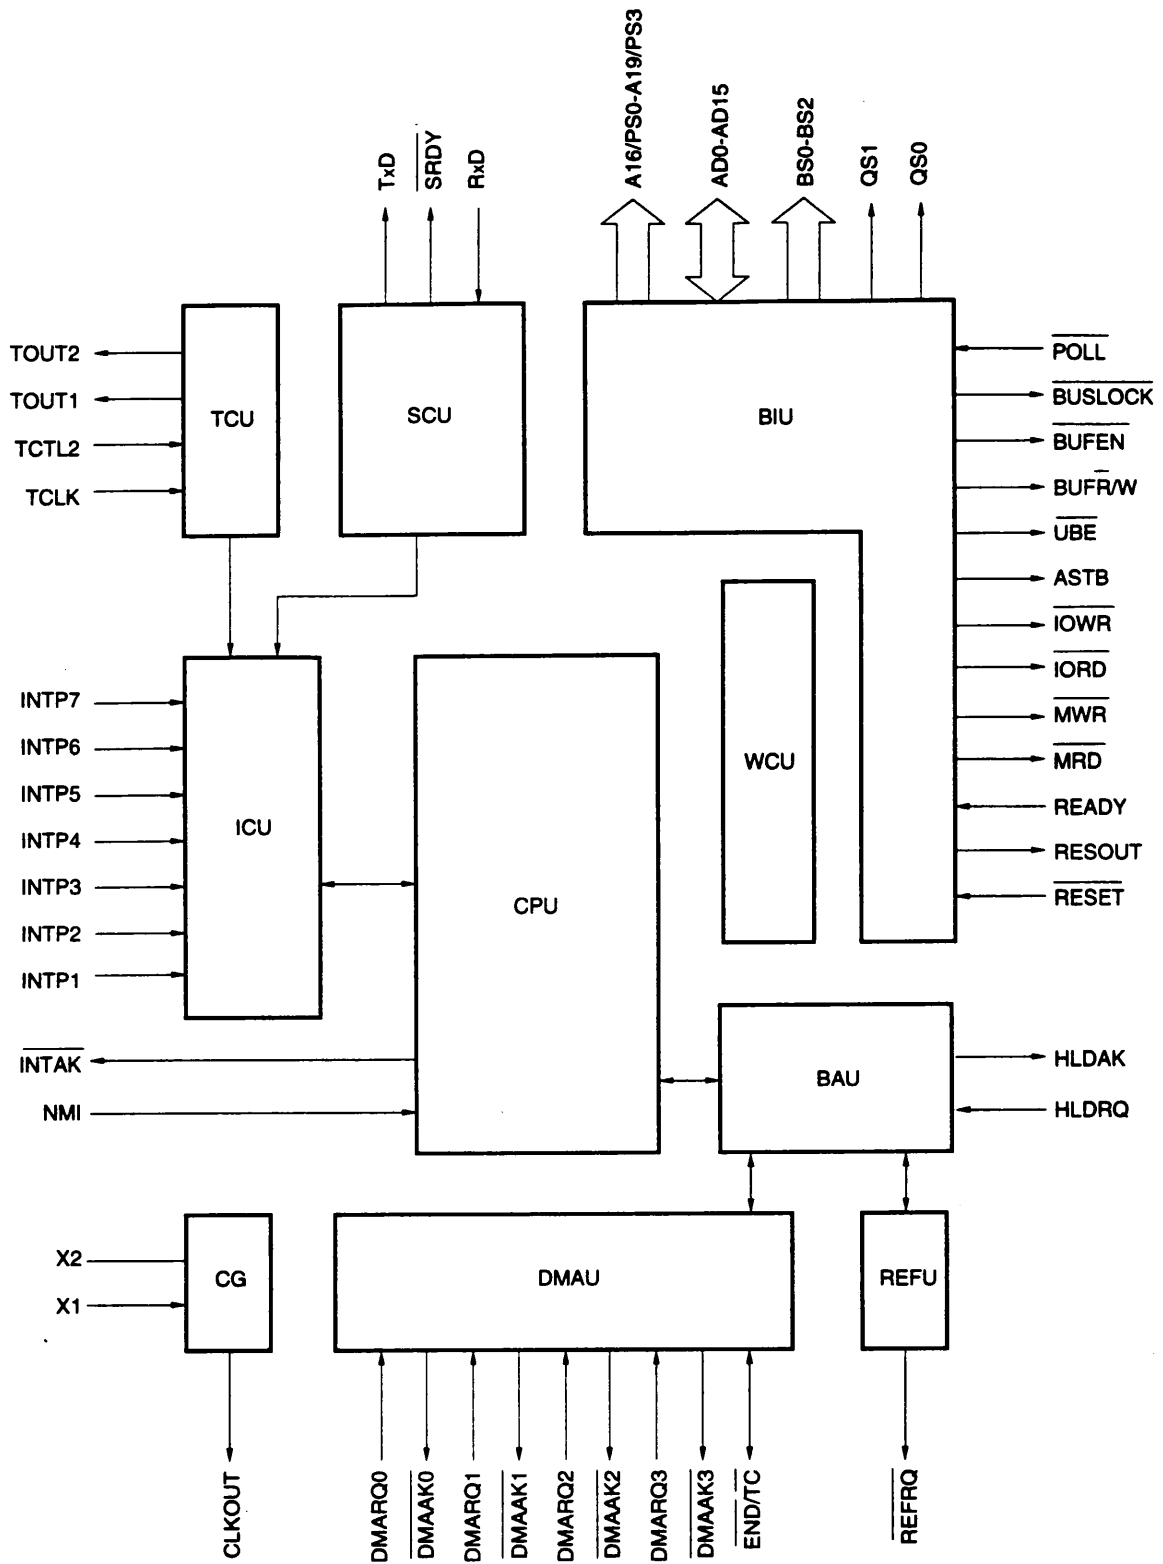 TxD
SRDY
RxD
A16/PS0-A19/PS3
AD0-AD15
BS0-BS2
QS1
QS0
TOUT2
TOUT1
TCTL2
TCLK
TCU
SCU
BIU
POLL
BUSLOCK
BUFEN
BUFR/W
UBE
ASTB
IOWR
IORD
MWR
MRD
READY
RESOUT
RESET
INTP7
INTP6
INTP5
INTP4
INTP3
INTP2
INTP1
INTAK
NMI
ICU
CPU
WCU
BAU
HLDAK
HLDRQ
X2
X1
CG
DMAU
REFU
CLKOUT
DMARQ0
DMAAK0
DMARQ1
DMAAK1
DMARQ2
DMAAK2
DMARQ3
DMAAK3
END/TC
REFRQ